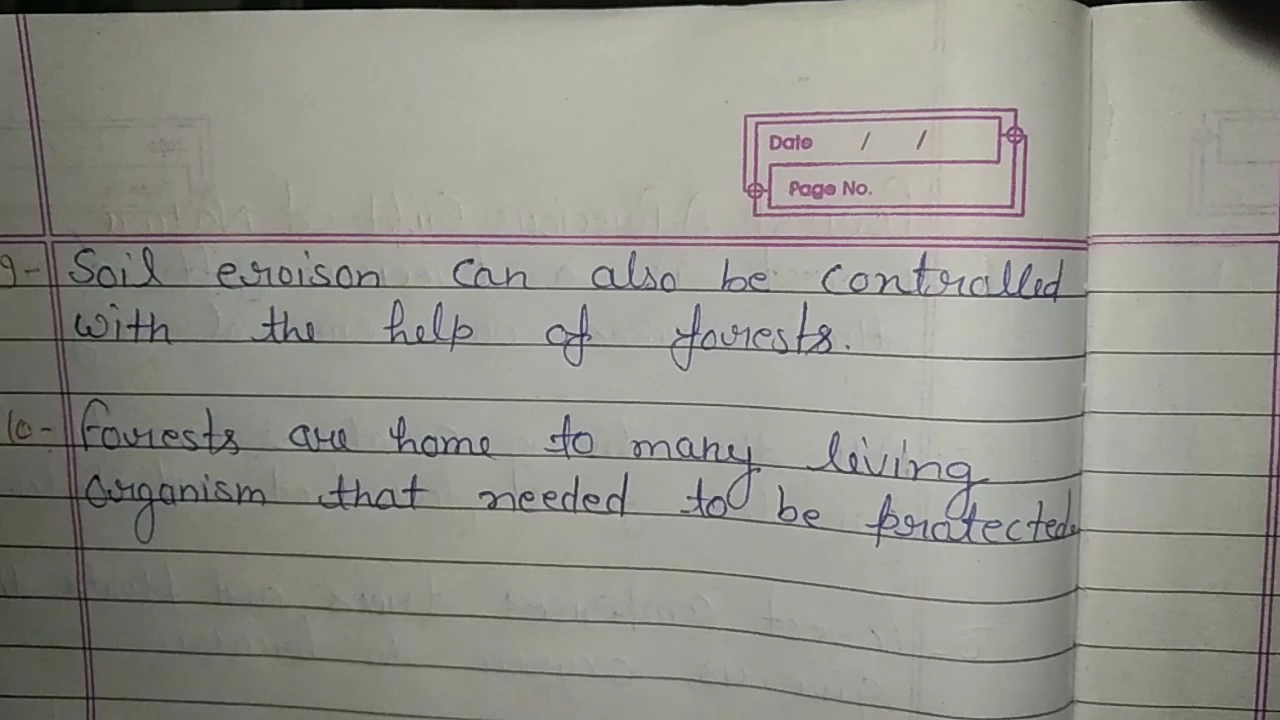 Date / /
Page No.
9- Soil eroison can also be controlled
with the help of forests.
10- Forests are home to many living
organism that needed to be protected.